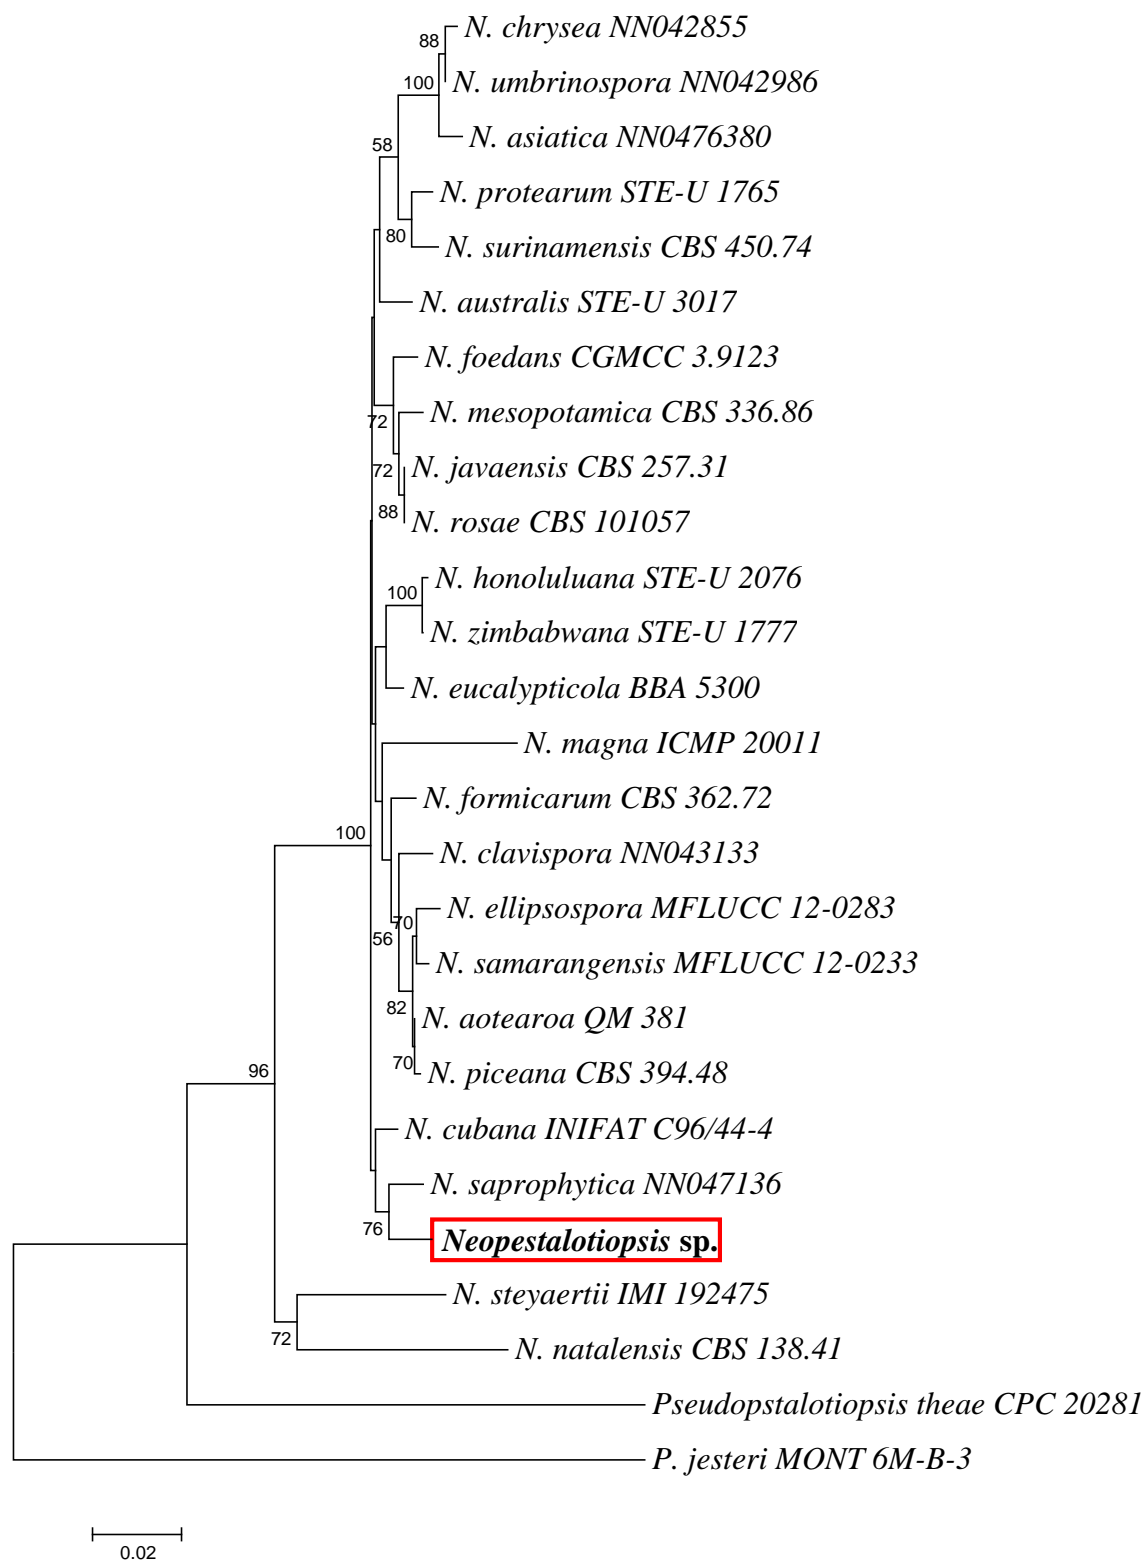 N. chrysea NN042855
88
N. umbrinospora NN042986
100
N. asiatica NN0476380
58
N. protearum STE-U 1765
80
N. surinamensis CBS 450.74
N. australis STE-U 3017
N. foedans CGMCC 3.9123
72
N. mesopotamica CBS 336.86
72
N. javaensis CBS 257.31
88
N. rosae CBS 101057
N. honoluluana STE-U 2076
100
N. zimbabwana STE-U 1777
N. eucalypticola BBA 5300
N. magna ICMP 20011
N. formicarum CBS 362.72
100
N. clavispora NN043133
N. ellipsospora MFLUCC 12-0283
70
56
N. samarangensis MFLUCC 12-0233
82
N. aotearoa QM 381
70
N. piceana CBS 394.48
96
N. cubana INIFAT C96/44-4
N. saprophytica NN047136
76
Neopestalotiopsis sp.
N. steyaertii IMI 192475
72
N. natalensis CBS 138.41
Pseudopstalotiopsis theae CPC 20281
P. jesteri MONT 6M-B-3
0.02